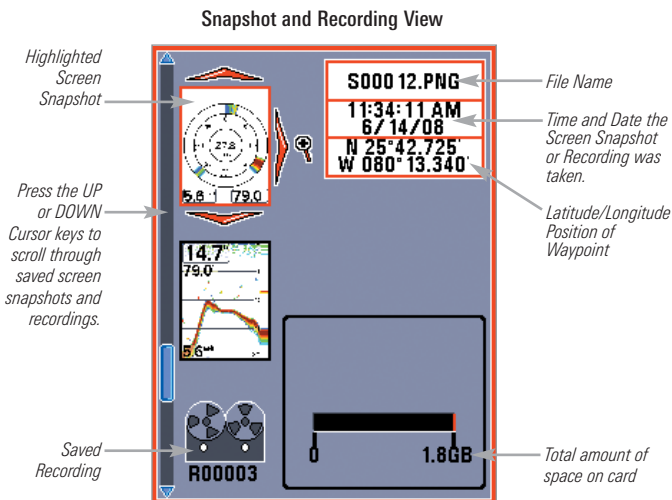 Snapshot and Recording View
Highlighted
Screen
Snapshot
Press the UP
or DOWN
Cursor keys to
scroll through
saved screen
snapshots and
recordings.
Saved
Recording
27.8
5.6
79.0
14.7°
79.0
5.6
R00003
S000 12.PNG
11:34:11 AM
6/ 14/08
N 25°42.725'
W 080°13.340'
0
1.8GB
File Name
Time and Date the
Screen Snapshot
or Recording was
taken.
Latitude/Longitude
Position of
Waypoint
Total amount of
space on card